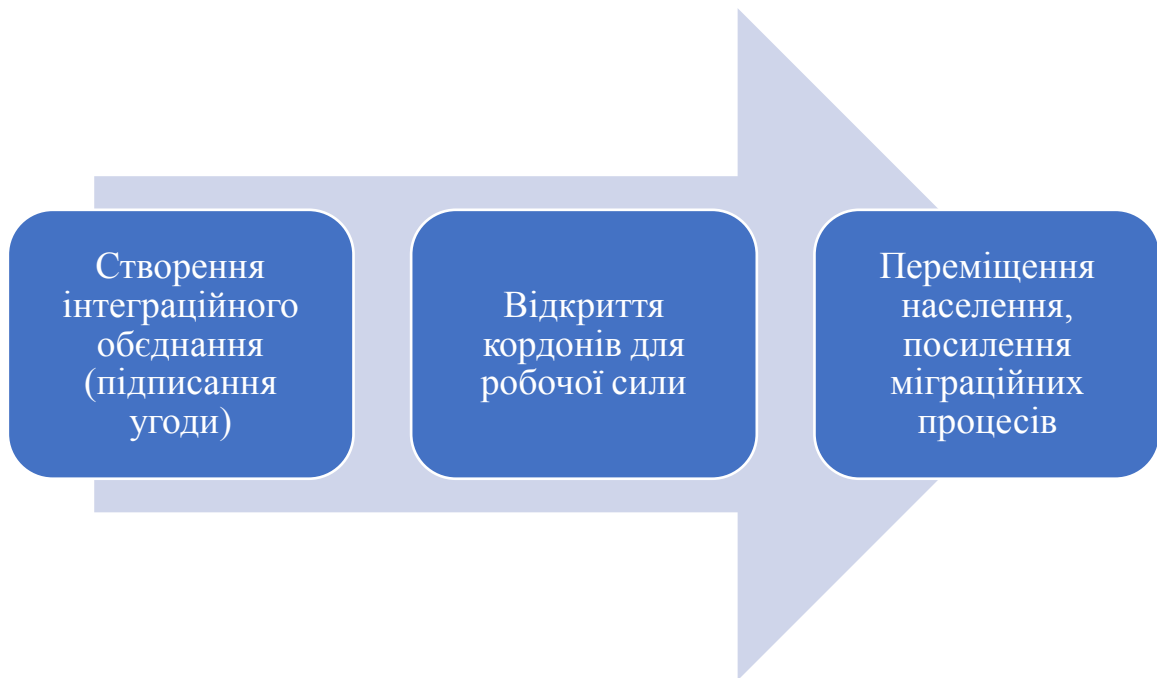 Створення
інтеграційного
обєднання
(підписання
угоди)
Відкриття
кордонів для
робочої сили
Переміщення
населення,
посилення
міграційних
процесів